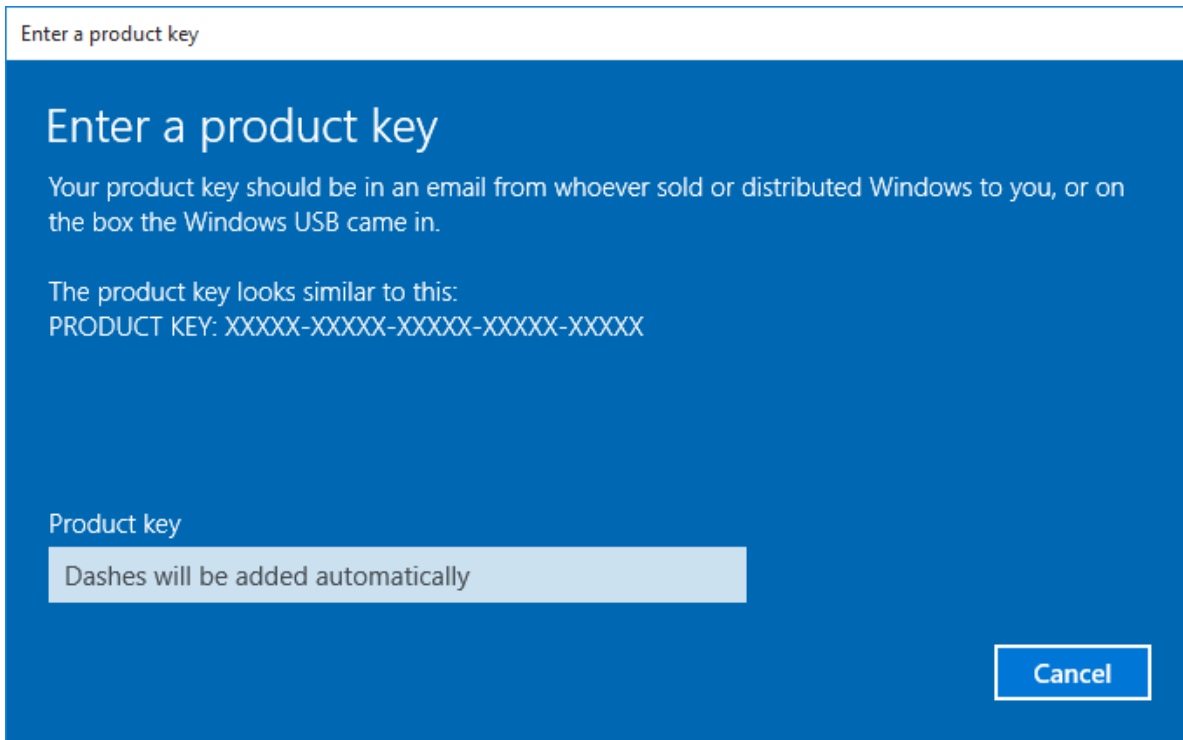 Enter a product key
Enter a product key
Your product key should be in an email from whoever sold or distributed Windows to you, or on
the box the Windows USB came in.
The product key looks similar to this:
PRODUCT KEY: XXXXX-XXXXX-XXXXX-XXXXX-XXXXX
Product key
Dashes will be added automatically
Cancel